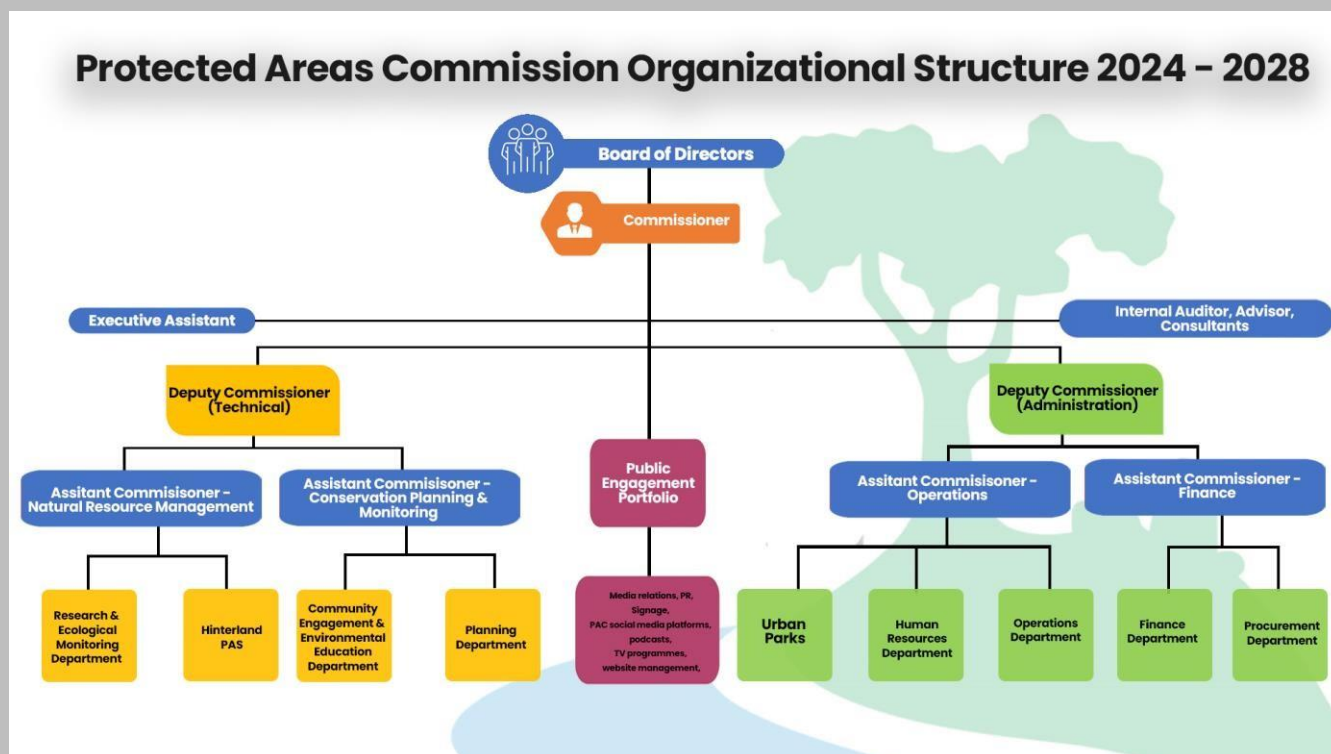 Protected Areas Commission Organizational Structure 2024 - 2028
Board of Directors
Commissioner
Executive Assistant
Internal Auditor, Advisor,
Consultants
Deputy Commissioner
(Technical)
Deputy Commissioner
(Administration)
Assitant Commisisoner -
Natural Resource Management
Assistant Commisisoner -
Conservation Planning &
Monitoring
Public
Engagement
Portfolio
Assitant Commisisoner -
Operations
Assistant Commissioner -
Finance
Research &
Ecological
Monitoring
Department
Hinterland
PAS
Community
Engagement &
Environmental
Education
Department
Planning
Department
Media relations, PR,
Signage,
PAC social media platforms,
podcasts,
TV programmes,
website management,
Urban
Parks
Human
Resources
Department
Operations
Department
Finance
Department
Procurement
Department